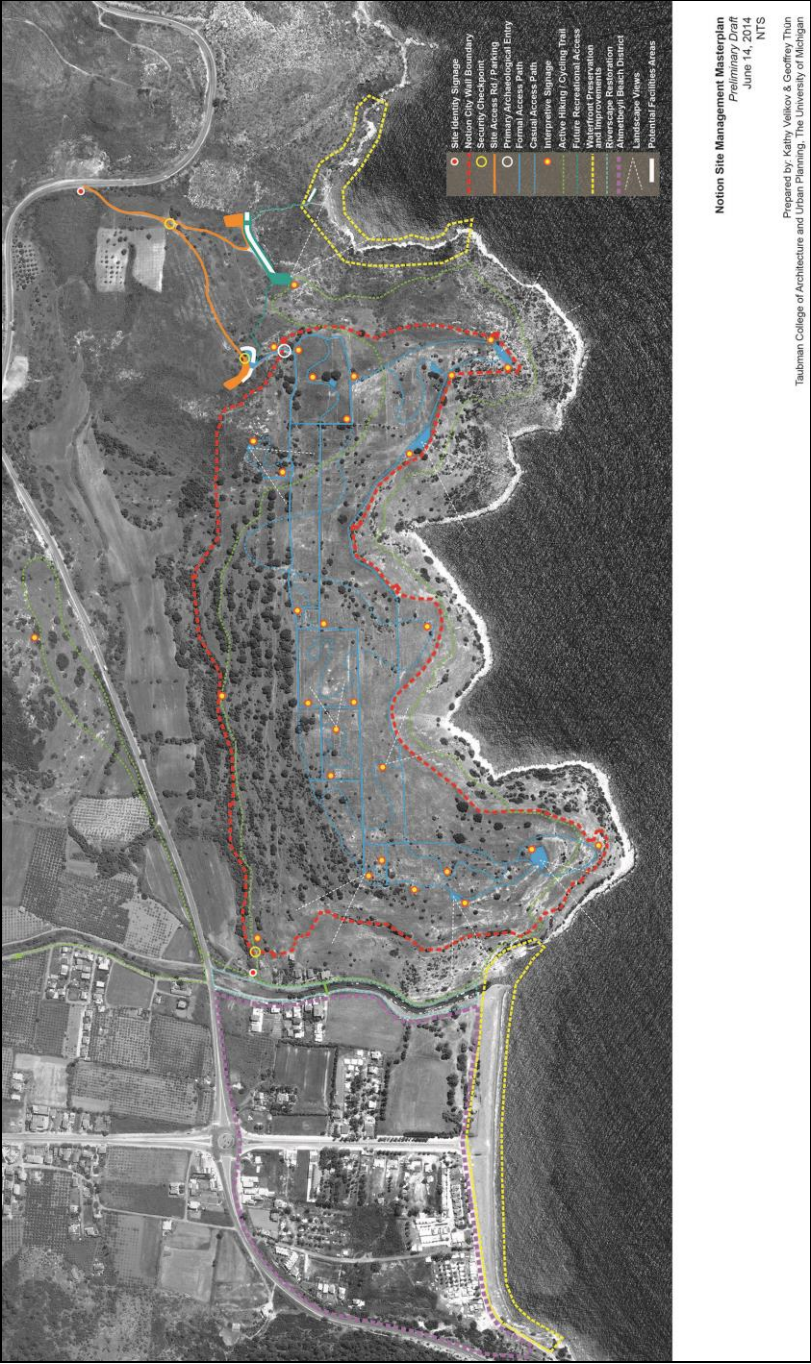 Site Identity Signage
Notion City Wall Boundary
Security Checkpoint
Site Access Rd / Parking
Primary Archaeological Entry
Formal Access Path
Casual Access Path
Interpretive Signage
Active Hiking / Cycling Trail
Future Recreational Access
Waterfront Preservation
and Improvements
Riverscape Restoration
Ahmetbeyli Beach District
Landscape Views
Potential Facilities Areas
Notion Site Management Masterplan
Preliminary Draft
June 14, 2014
NTS
Prepared by: Kathy Velikov & Geoffrey Thün
Taubman College of Architecture and Urban Planning, The University of Michigan